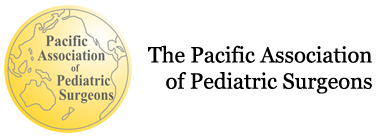 Pacific
Association
of
Pediatric
Surgeons
The Pacific Association
of Pediatric Surgeons